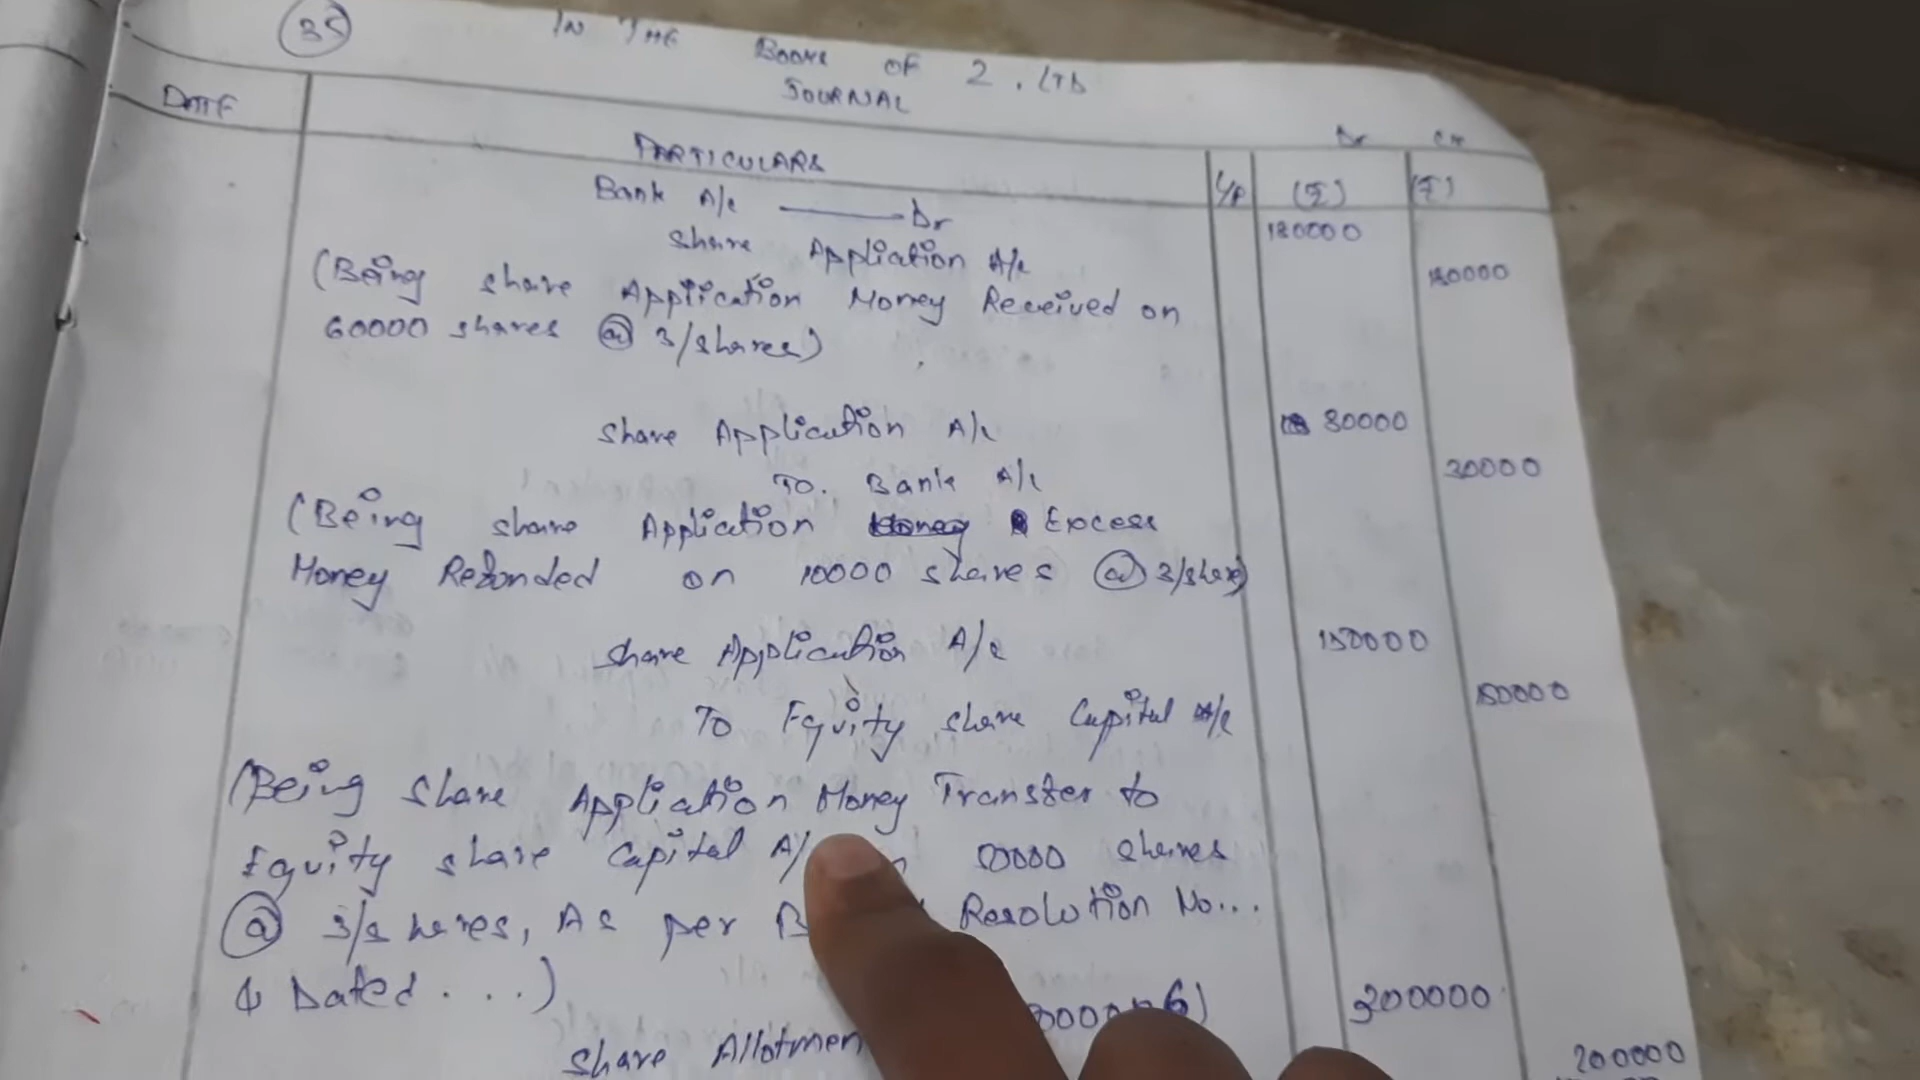 35
IN THE BOOKS OF Z. LTD
JOURNAL
DATE PARTICULARS L/F Dr (₹) Cr (₹)
Bank A/c ——— Dr 180000
Share Application A/c 180000
(Being share Application Money Received on
60000 shares @ 3/shares)
Share Application A/c 30000
To. Bank A/c 30000
(Being share Application Excess
Money Refonded on 10000 shares @ 3/share)
Share Application A/c 150000
To Equity share Capital A/c 150000
(Being share Application Money Transfer to
Equity share Capital A/c 50000 shares
@ 3/shares, As per Resolution No...
& Dated ....)
Share Allotmen 6) 300000
200000